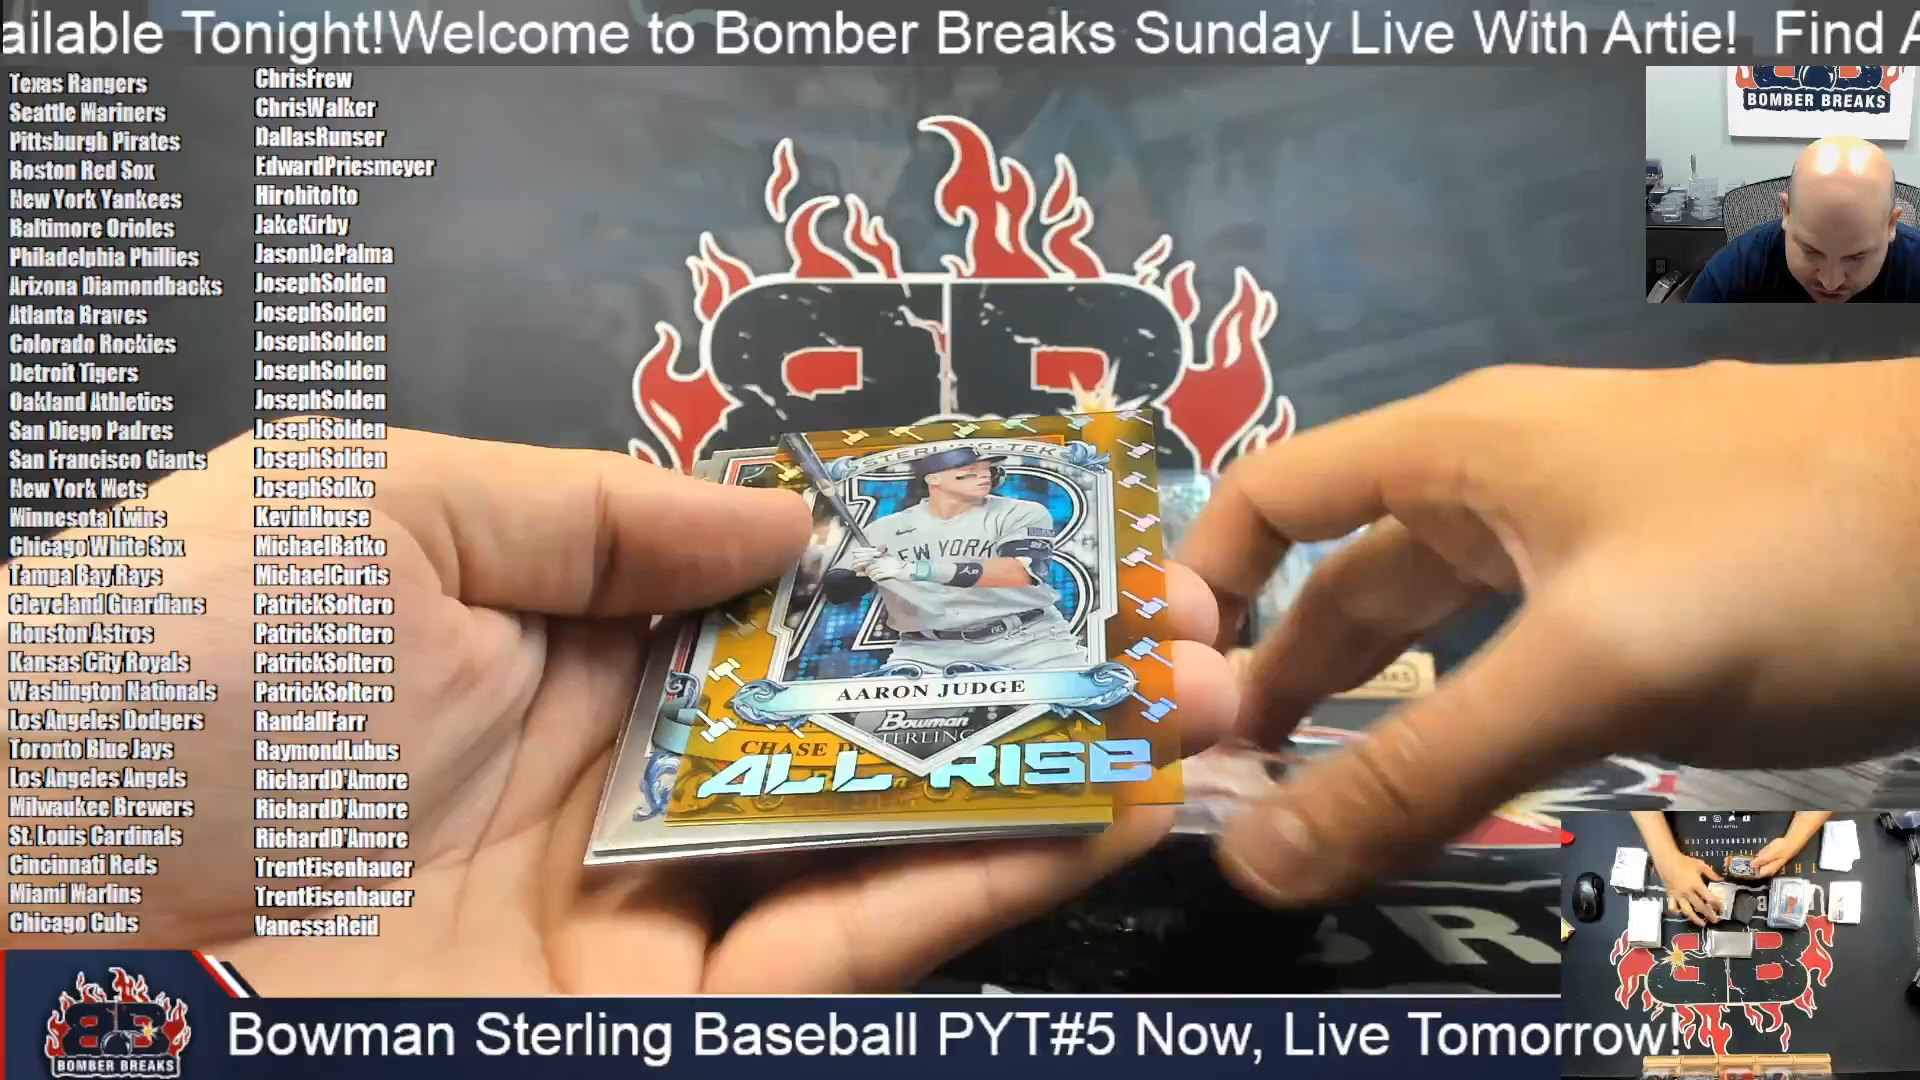 ailable Tonight!Welcome to Bomber Breaks Sunday Live With Artie!  Find A
BOMBER BREAKS
Texas Rangers ChrisFrew
Seattle Mariners ChrisWalker
Pittsburgh Pirates DallasRunser
Boston Red Sox EdwardPriesmeyer
New York Yankees HirohitoIto
Baltimore Orioles JakeKirby
Philadelphia Phillies JasonDePalma
Arizona Diamondbacks JosephSolden
Atlanta Braves JosephSolden
Colorado Rockies JosephSolden
Detroit Tigers JosephSolden
Oakland Athletics JosephSolden
San Diego Padres JosephSolden
San Francisco Giants JosephSolden
New York Mets JosephSolko
Minnesota Twins KevinHouse
Chicago White Sox MichaelBatko
Tampa Bay Rays MichaelCurtis
Cleveland Guardians PatrickSoltero
Houston Astros PatrickSoltero
Kansas City Royals PatrickSoltero
Washington Nationals PatrickSoltero
Los Angeles Dodgers RandallFarr
Toronto Blue Jays RaymondLubus
Los Angeles Angels RichardD'Amore
Milwaukee Brewers RichardD'Amore
St. Louis Cardinals RichardD'Amore
Cincinnati Reds TrentEisenhauer
Miami Marlins TrentEisenhauer
Chicago Cubs VanessaReid
STERLING-TEK
NEW YORK
AARON JUDGE
Bowman
STERLING
CHASE D
ALL RISE
R
BOMBER BREAKS
Bowman Sterling Baseball PYT#5 Now, Live Tomorrow!